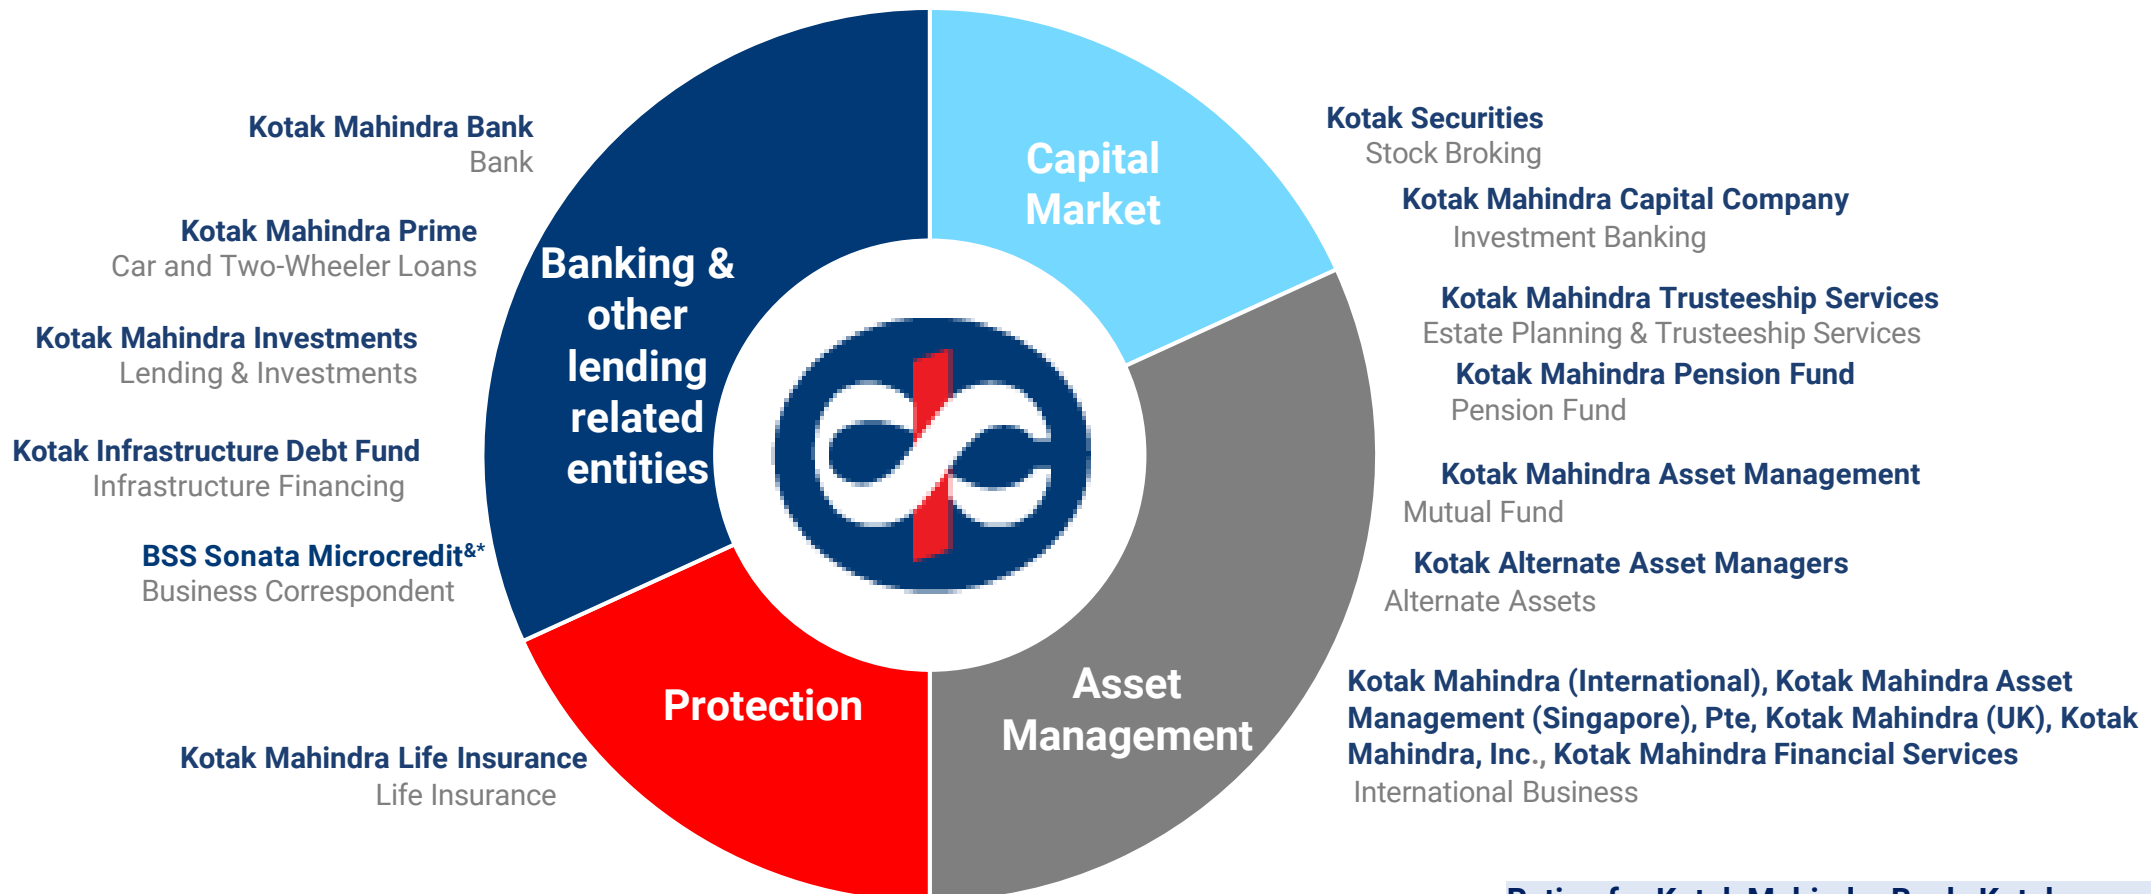 Kotak Mahindra Bank
Bank
Kotak Mahindra Prime
Car and Two-Wheeler Loans
Kotak Mahindra Investments
Lending & Investments
Kotak Infrastructure Debt Fund
Infrastructure Financing
BSS Sonata Microcredit&*
Business Correspondent
Kotak Mahindra Life Insurance
Life Insurance
Banking &
other
lending
related
entities
Capital
Market
Protection
Asset
Management
Kotak Securities
Stock Broking
Kotak Mahindra Capital Company
Investment Banking
Kotak Mahindra Trusteeship Services
Estate Planning & Trusteeship Services
Kotak Mahindra Pension Fund
Pension Fund
Kotak Mahindra Asset Management
Mutual Fund
Kotak Alternate Asset Managers
Alternate Assets
Kotak Mahindra (International), Kotak Mahindra Asset
Management (Singapore), Pte, Kotak Mahindra (UK), Kotak
Mahindra, Inc., Kotak Mahindra Financial Services
International Business